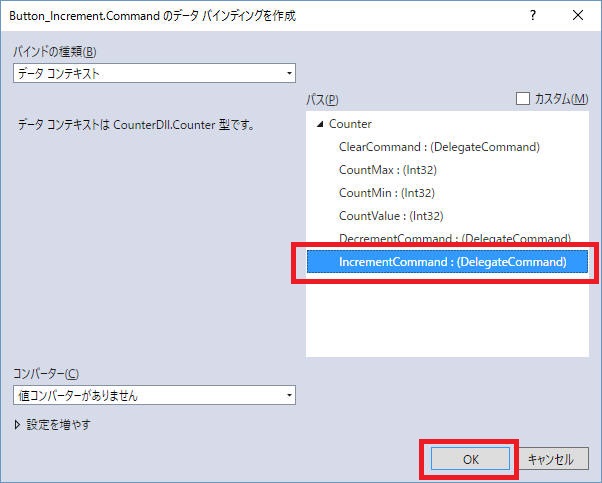 Button_Increment.Command のデータ バインディングを作成
バインドの種類(B)
データ コンテキスト
データ コンテキストは CounterDll.Counter 型です。
パス(P)
カスタム(M)
Counter
ClearCommand : (DelegateCommand)
CountMax : (Int32)
CountMin : (Int32)
CountValue : (Int32)
DecrementCommand : (DelegateCommand)
IncrementCommand : (DelegateCommand)
コンバーター(C)
値コンバーターがありません
設定を増やす
OK
キャンセル